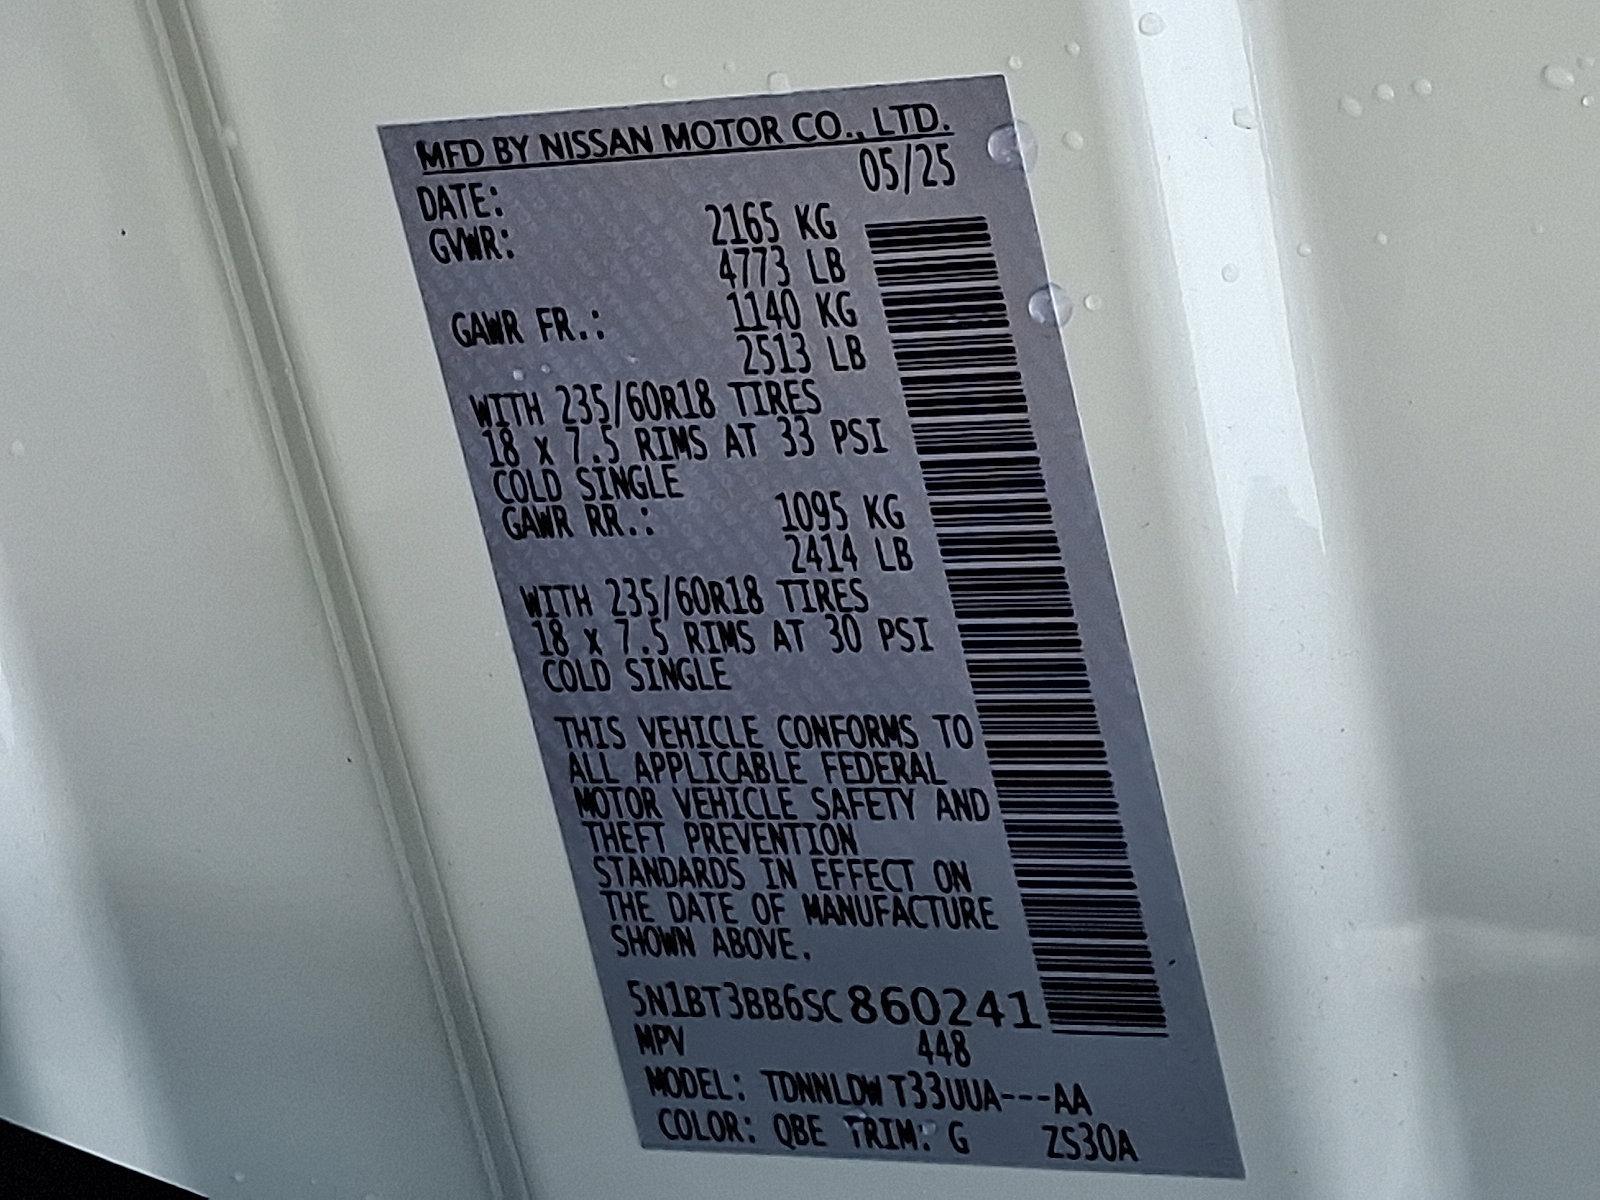 MFD BY NISSAN MOTOR CO., LTD.
DATE: 05/25
GVWR: 2165 KG
4773 LB
GAWR FR.: 1140 KG
2513 LB
WITH 235/60R18 TIRES
18 x 7.5 RIMS AT 33 PSI
COLD SINGLE
GAWR RR.: 1095 KG
2414 LB
WITH 235/60R18 TIRES
18 x 7.5 RIMS AT 30 PSI
COLD SINGLE
THIS VEHICLE CONFORMS TO
ALL APPLICABLE FEDERAL
MOTOR VEHICLE SAFETY AND
THEFT PREVENTION
STANDARDS IN EFFECT ON
THE DATE OF MANUFACTURE
SHOWN ABOVE.
5N1BT3BB6SC860241
MPV 448
MODEL: TDNNLDW T33UUA---AA
COLOR: QBE TRIM: G ZS30A